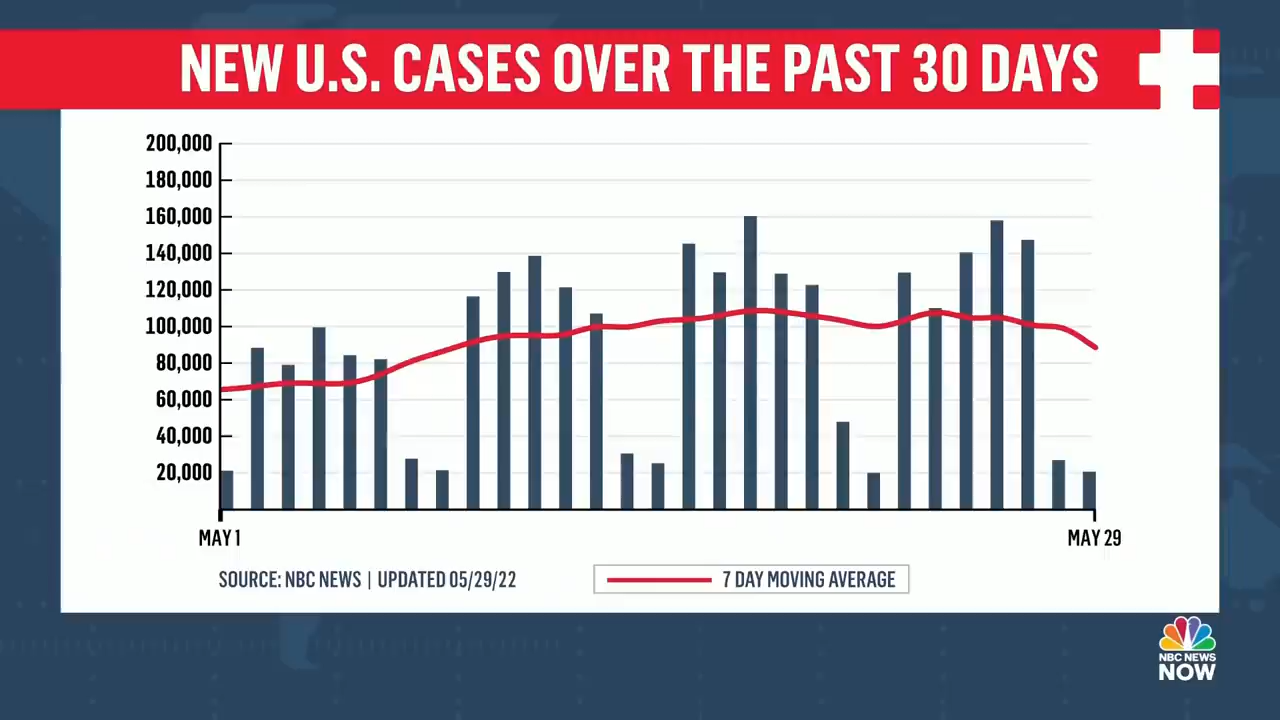 NEW U.S. CASES OVER THE PAST 30 DAYS
200,000
180,000
160,000
140,000
120,000
100,000
80,000
60,000
40,000
20,000
MAY 1
MAY 29
SOURCE: NBC NEWS | UPDATED 05/29/22
7 DAY MOVING AVERAGE
NBC NEWS
NOW